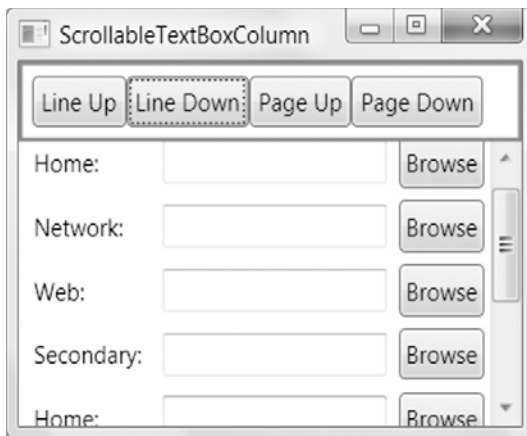 ScrollableTextBoxColumn
Line Up Line Down Page Up Page Down
Home: Browse
Network: Browse
Web: Browse
Secondary: Browse
Home: Browse